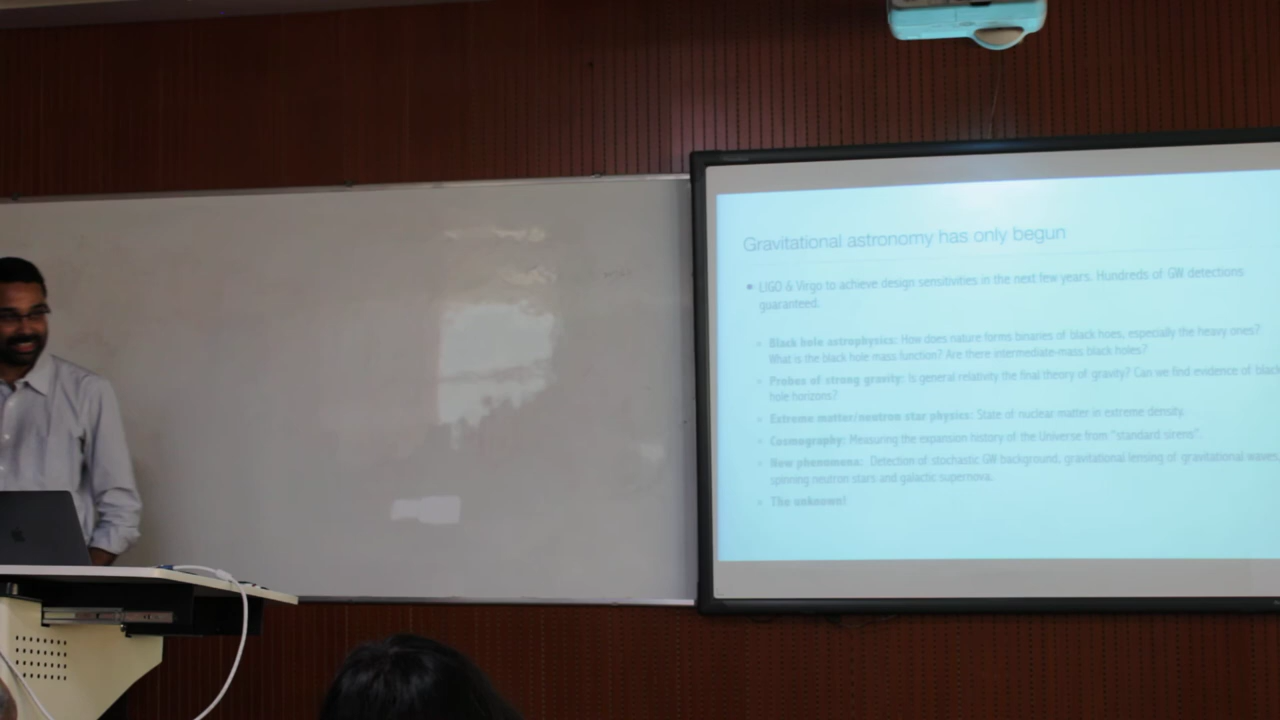 Gravitational astronomy has only begun
LIGO & Virgo to achieve design sensitivities in the next few years. Hundreds of GW detections
guaranteed.
Black hole astrophysics: How does nature forms binaries of black hoes, especially the heavy ones?
What is the black hole mass function? Are there intermediate-mass black holes?
Probes of strong gravity: Is general relativity the final theory of gravity? Can we find evidence of black
hole horizons?
Extreme matter/neutron star physics: State of nuclear matter in extreme density.
Cosmography: Measuring the expansion history of the Universe from "standard sirens".
New phenomena: Detection of stochastic GW background, gravitational lensing of gravitational waves,
spinning neutron stars and galactic supernova.
The unknown!